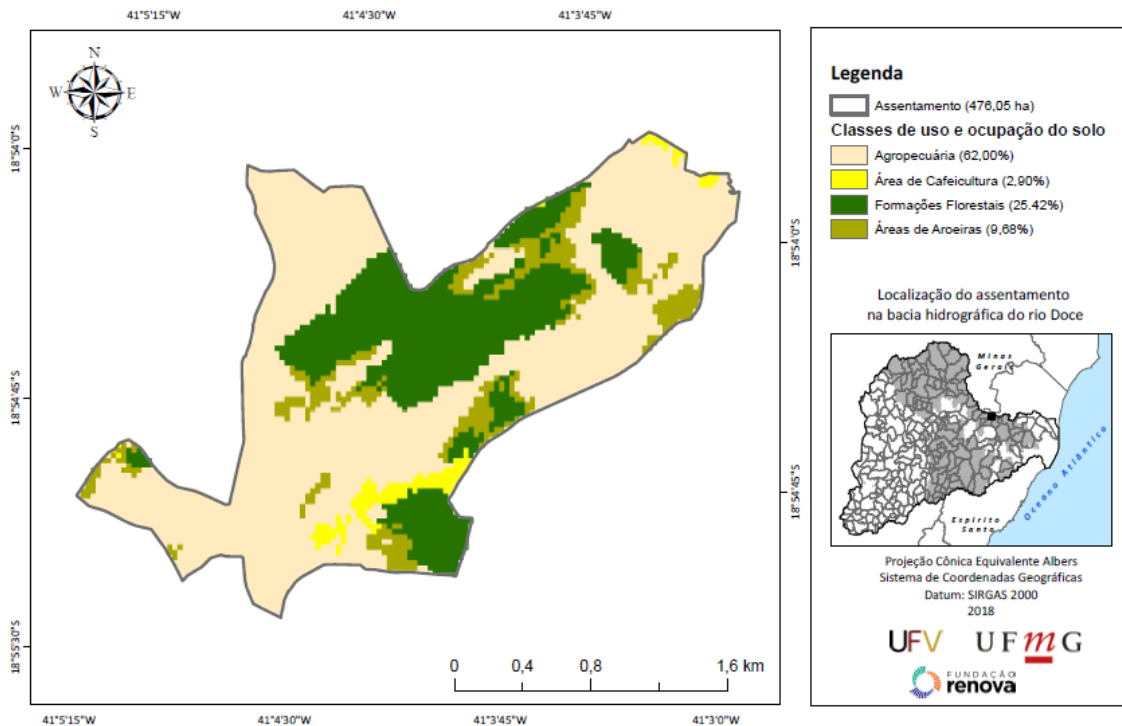 41°5'15"W 41°4'30"W 41°3'45"W
N
W E
S
18°54'0"S
18°54'45"S
18°55'30"S
18°54'0"S
18°54'45"S
0 0,4 0,8 1,6 km
41°5'15"W 41°4'30"W 41°3'45"W 41°3'0"W
Legenda
Assentamento (476,05 ha)
Classes de uso e ocupação do solo
Agropecuária (62,00%)
Área de Cafeicultura (2,90%)
Formações Florestais (25.42%)
Áreas de Aroeiras (9,68%)
Localização do assentamento
na bacia hidrográfica do rio Doce
Minas
Gerais
Oceano Atlântico
Espírito
Santo
Projeção Cônica Equivalente Albers
Sistema de Coordenadas Geográficas
Datum: SIRGAS 2000
2018
UFV UFmG
FUNDAÇÃO
renova